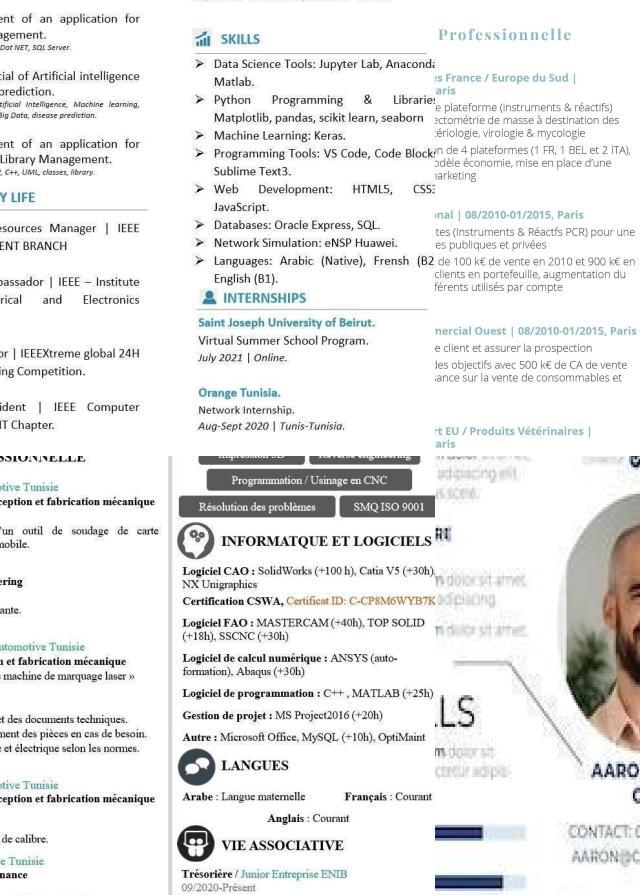 ent of an application for
agement.
Dot NET, SQL Server.
ial of Artificial intelligence
prediction.
tificial Intelligence, Machine learning,
Big Data, disease prediction.
ent of an application for
Library Management.
, C++, UML, classes, library.
Y LIFE
esources Manager | IEEE
ENT BRANCH
bassador | IEEE – Institute
rical and Electronics
or | IEEEXtreme global 24H
ing Competition.
ident | IEEE Computer
IT Chapter.
SKILLS
➢ Data Science Tools: Jupyter Lab, Anaconda
Matlab.
➢ Python Programming & Libraries
Matplotlib, pandas, scikit learn, seaborn
➢ Machine Learning: Keras.
➢ Programming Tools: VS Code, Code Block
Sublime Text3.
➢ Web Development: HTML5, CSS3
JavaScript.
➢ Databases: Oracle Express, SQL.
➢ Network Simulation: eNSP Huawei.
➢ Languages: Arabic (Native), Frensh (B2
English (B1).
INTERNSHIPS
Saint Joseph University of Beirut.
Virtual Summer School Program.
July 2021 | Online.
Orange Tunisia.
Network Internship.
Aug-Sept 2020 | Tunis-Tunisia.
Professionnelle
es France / Europe du Sud |
aris
e plateforme (Instruments & réactifs)
ectométrie de masse à destination des
tériologie, virologie & mycologie
on de 4 plateformes (1 FR, 1 BEL et 2 ITA),
odèle économie, mise en place d'une
marketing
onal | 08/2010-01/2015, Paris
tes (Instruments & Réactfs PCR) pour une
es publiques et privées
de 100 k€ de vente en 2010 et 900 k€ en
clients en portefeuille, augmentation du
férents utilisés par compte
mercial Ouest | 08/2010-01/2015, Paris
e client et assurer la prospection
des objectifs avec 500 k€ de CA de vente
sance sur la vente de consommables et
rt EU / Produits Vétérinaires |
aris
SSIONNELLE
otive Tunisie
ception et fabrication mécanique
'un outil de soudage de carte
mobile.
ering
ante.
utomotive Tunisie
n et fabrication mécanique
e machine de marquage laser »
et des documents techniques.
ment des pièces en cas de besoin.
e et électrique selon les normes.
otive Tunisie
ception et fabrication mécanique
de calibre.
e Tunisie
nance
Impression 3D Reverse engineering
Programmation / Usinage en CNC
Résolution des problèmes SMQ ISO 9001
INFORMATQUE ET LOGICIELS
Logiciel CAO : SolidWorks (+100 h), Catia V5 (+30h),
NX Unigraphics
Certification CSWA, Certificat ID: C-CP8M6WYB7K
Logiciel FAO : MASTERCAM (+40h), TOP SOLID
(+18h), SSCNC (+30h)
Logiciel de calcul numérique : ANSYS (auto-
formation), Abaqus (+30h)
Logiciel de programmation : C++ , MATLAB (+25h)
Gestion de projet : MS Project2016 (+20h)
Autre : Microsoft Office, MySQL (+10h), OptiMaint
LANGUES
Arabe : Langue maternelle Français : Courant
Anglais : Courant
VIE ASSOCIATIVE
Trésorière / Junior Entreprise ENIB
09/2020-Présent
adipiscing elit.
m dolor sit amet,
adipiscing.
m dolor sit amet,
LLS
m dolor sit
ctetur adipis-
AARO
CONTACT: C
AARON@C